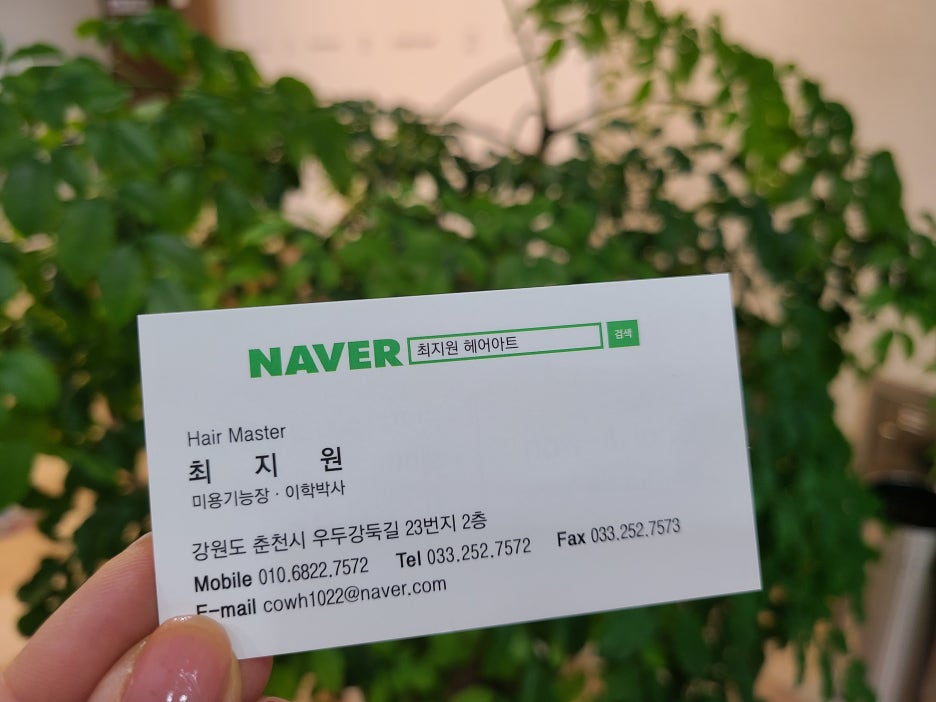 NAVER 최지원 헤어아트 검색
Hair Master
최 지 원
미용기능장 · 이학박사
강원도 춘천시 우두강둑길 23번지 2층
Mobile 010.6822.7572 Tel 033.252.7572 Fax 033.252.7573
E-mail cowh1022@naver.com